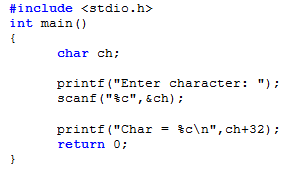 #include <stdio.h>
int main()
{
char ch;
printf("Enter character: ");
scanf("%c",&ch);
printf("Char = %c\n",ch+32);
return 0;
}